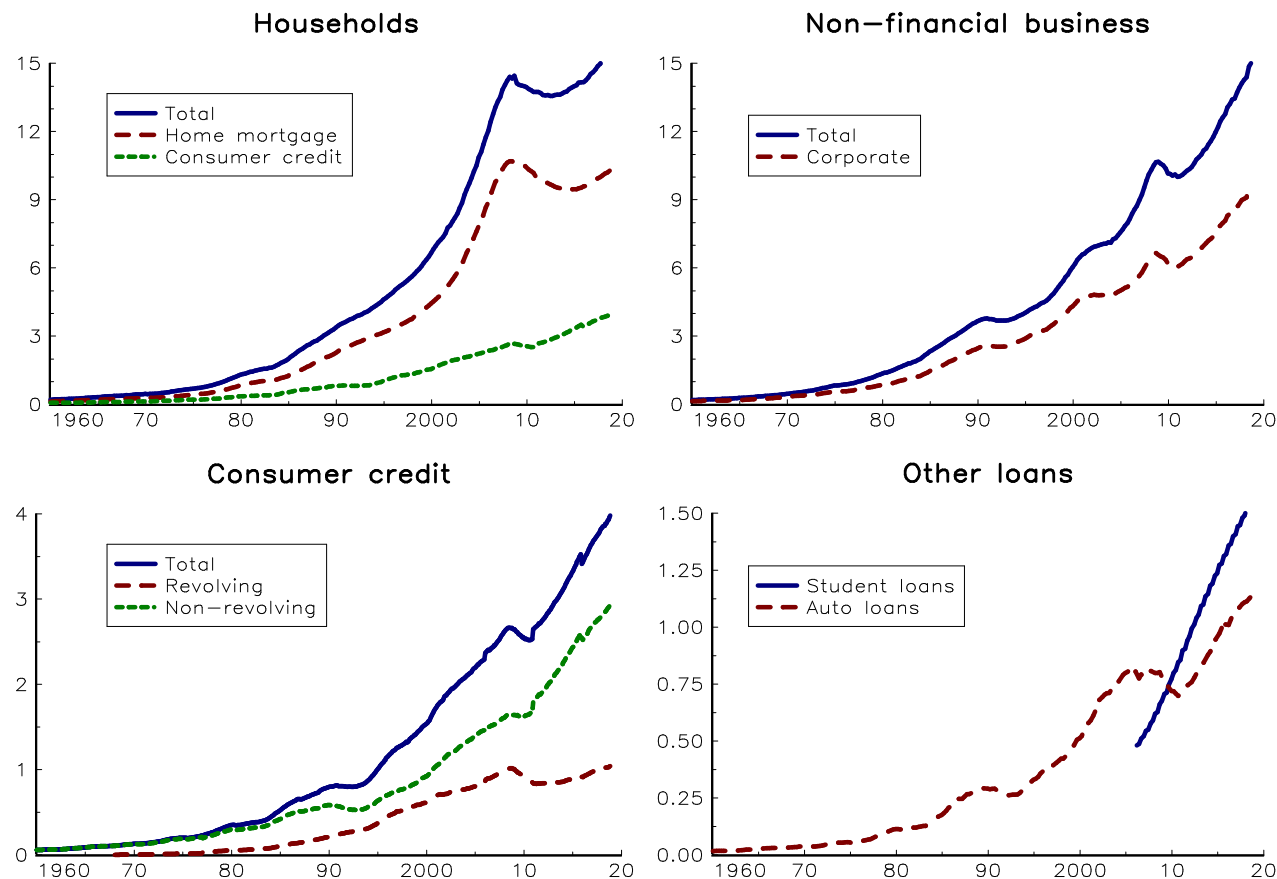 Households
15
12
9
6
3
0
Total
Home mortgage
Consumer credit
1960 70 80 90 2000 10 20
Non-financial business
15
12
9
6
3
0
Total
Corporate
1960 70 80 90 2000 10 20
Consumer credit
4
3
2
1
0
Total
Revolving
Non-revolving
1960 70 80 90 2000 10 20
Other loans
1.50
1.25
1.00
0.75
0.50
0.25
0.00
Student loans
Auto loans
1960 70 80 90 2000 10 20